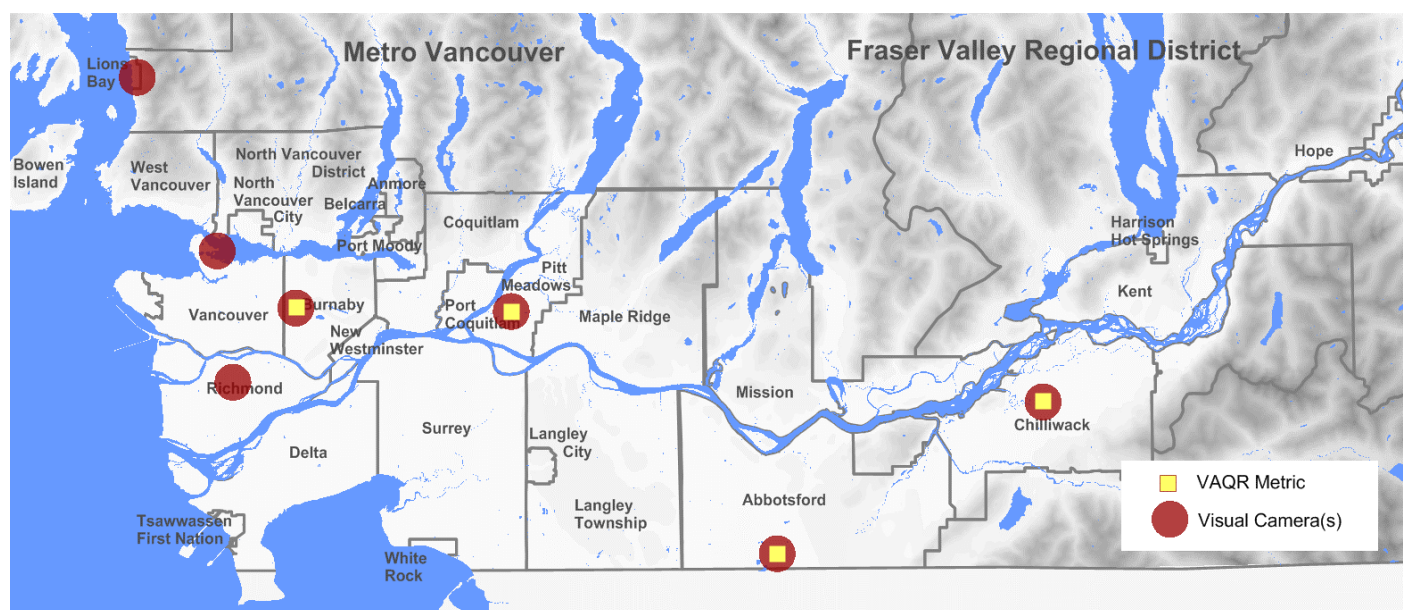 Metro Vancouver
Fraser Valley Regional District
Lions
Bay
Bowen
Island
West
Vancouver
North Vancouver
District
North
Vancouver
City
Anmore
Belcarra
Port Moody
Coquitlam
Pitt
Meadows
Port
Coquitlam
Burnaby
Vancouver
New
Westminster
Richmond
Maple Ridge
Mission
Hope
Harrison
Hot Springs
Kent
Chilliwack
Delta
Surrey
Langley
City
Langley
Township
Abbotsford
Tsawwassen
First Nation
White
Rock
VAQR Metric
Visual Camera(s)